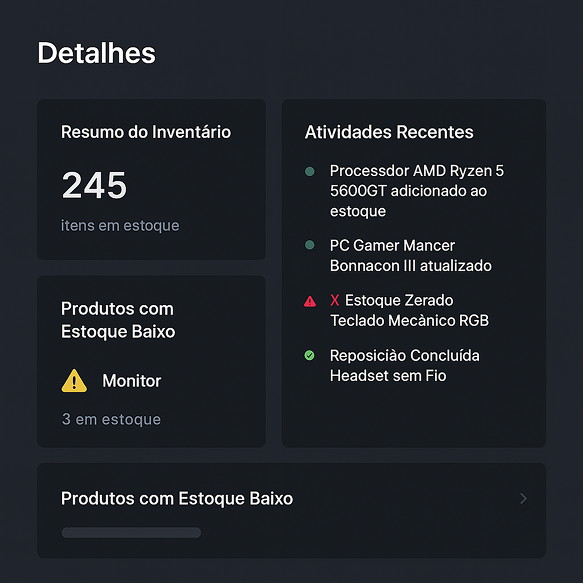 Detalhes
Resumo do Inventário
245
itens em estoque
Produtos com
Estoque Baixo
Monitor
3 em estoque
Atividades Recentes
Processdor AMD Ryzen 5
5600GT adicionado ao
estoque
PC Gamer Mancer
Bonnacon III atualizado
X Estoque Zerado
Teclado Mecànico RGB
Reposiciào Concluída
Headset sem Fio
Produtos com Estoque Baixo